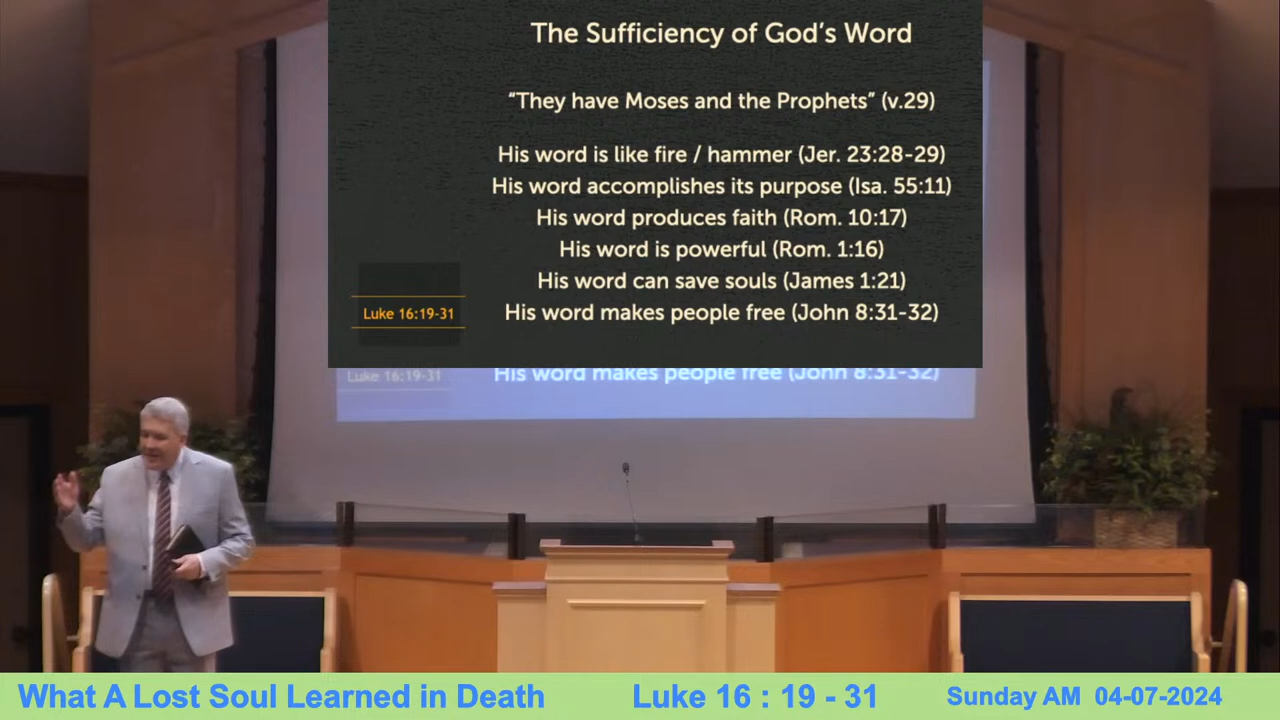 The Sufficiency of God's Word
“They have Moses and the Prophets” (v.29)
His word is like fire / hammer (Jer. 23:28-29)
His word accomplishes its purpose (Isa. 55:11)
His word produces faith (Rom. 10:17)
His word is powerful (Rom. 1:16)
His word can save souls (James 1:21)
Luke 16:19-31 His word makes people free (John 8:31-32)
Luke 16:19-31 His word makes people free (John 8:31-32)
What A Lost Soul Learned in Death Luke 16 : 19 - 31 Sunday AM 04-07-2024